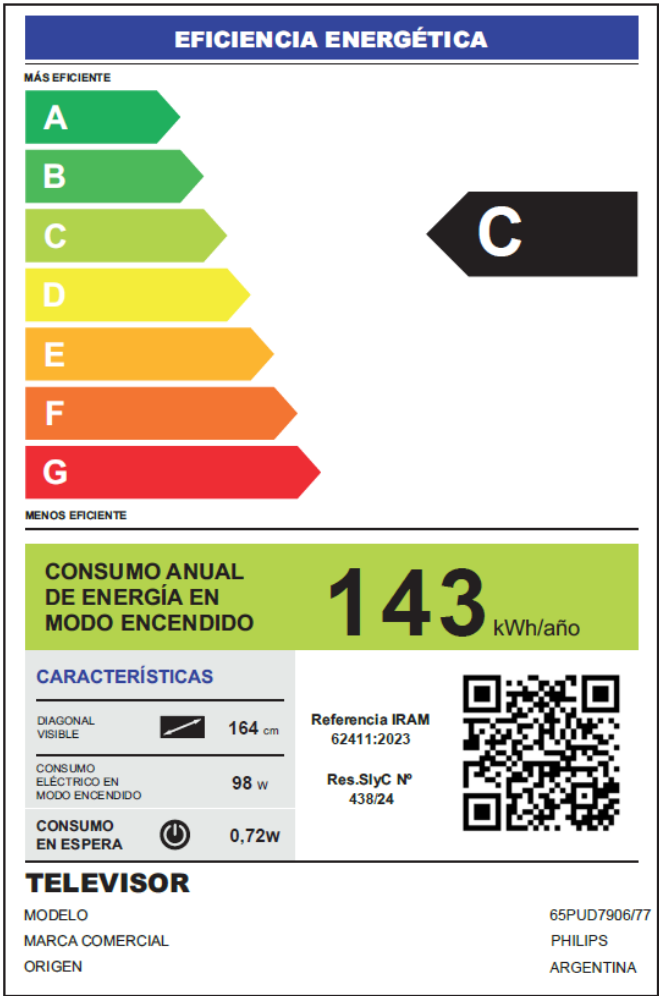 EFICIENCIA ENERGÉTICA
MÁS EFICIENTE
A
B
C
C
D
E
F
G
MENOS EFICIENTE
CONSUMO ANUAL
DE ENERGÍA EN
MODO ENCENDIDO
143 kWh/año
CARACTERÍSTICAS
DIAGONAL
VISIBLE
164 cm
CONSUMO
ELÉCTRICO EN
MODO ENCENDIDO
98 w
CONSUMO
EN ESPERA
0,72w
Referencia IRAM
62411:2023
Res.SIyC Nº
438/24
TELEVISOR
MODELO 65PUD7906/77
MARCA COMERCIAL PHILIPS
ORIGEN ARGENTINA